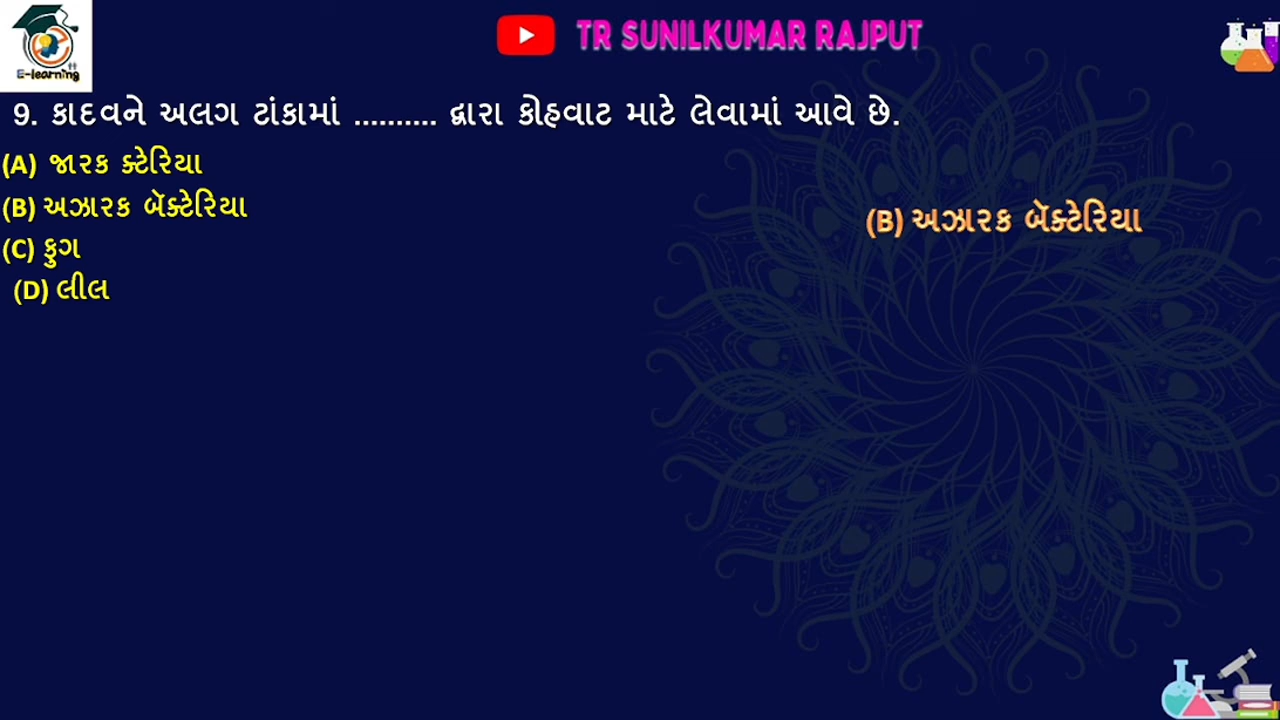 E-learning
TR SUNILKUMAR RAJPUT
9. કાદવને અલગ ટાંકામાં .......... દ્વારા કોહવાટ માટે લેવામાં આવે છે.
(A) જારક ક્ટેરિયા
(B) અઝારક બૅક્ટેરિયા
(C) ફુગ
(D) લીલ
(B) અઝારક બૅક્ટેરિયા